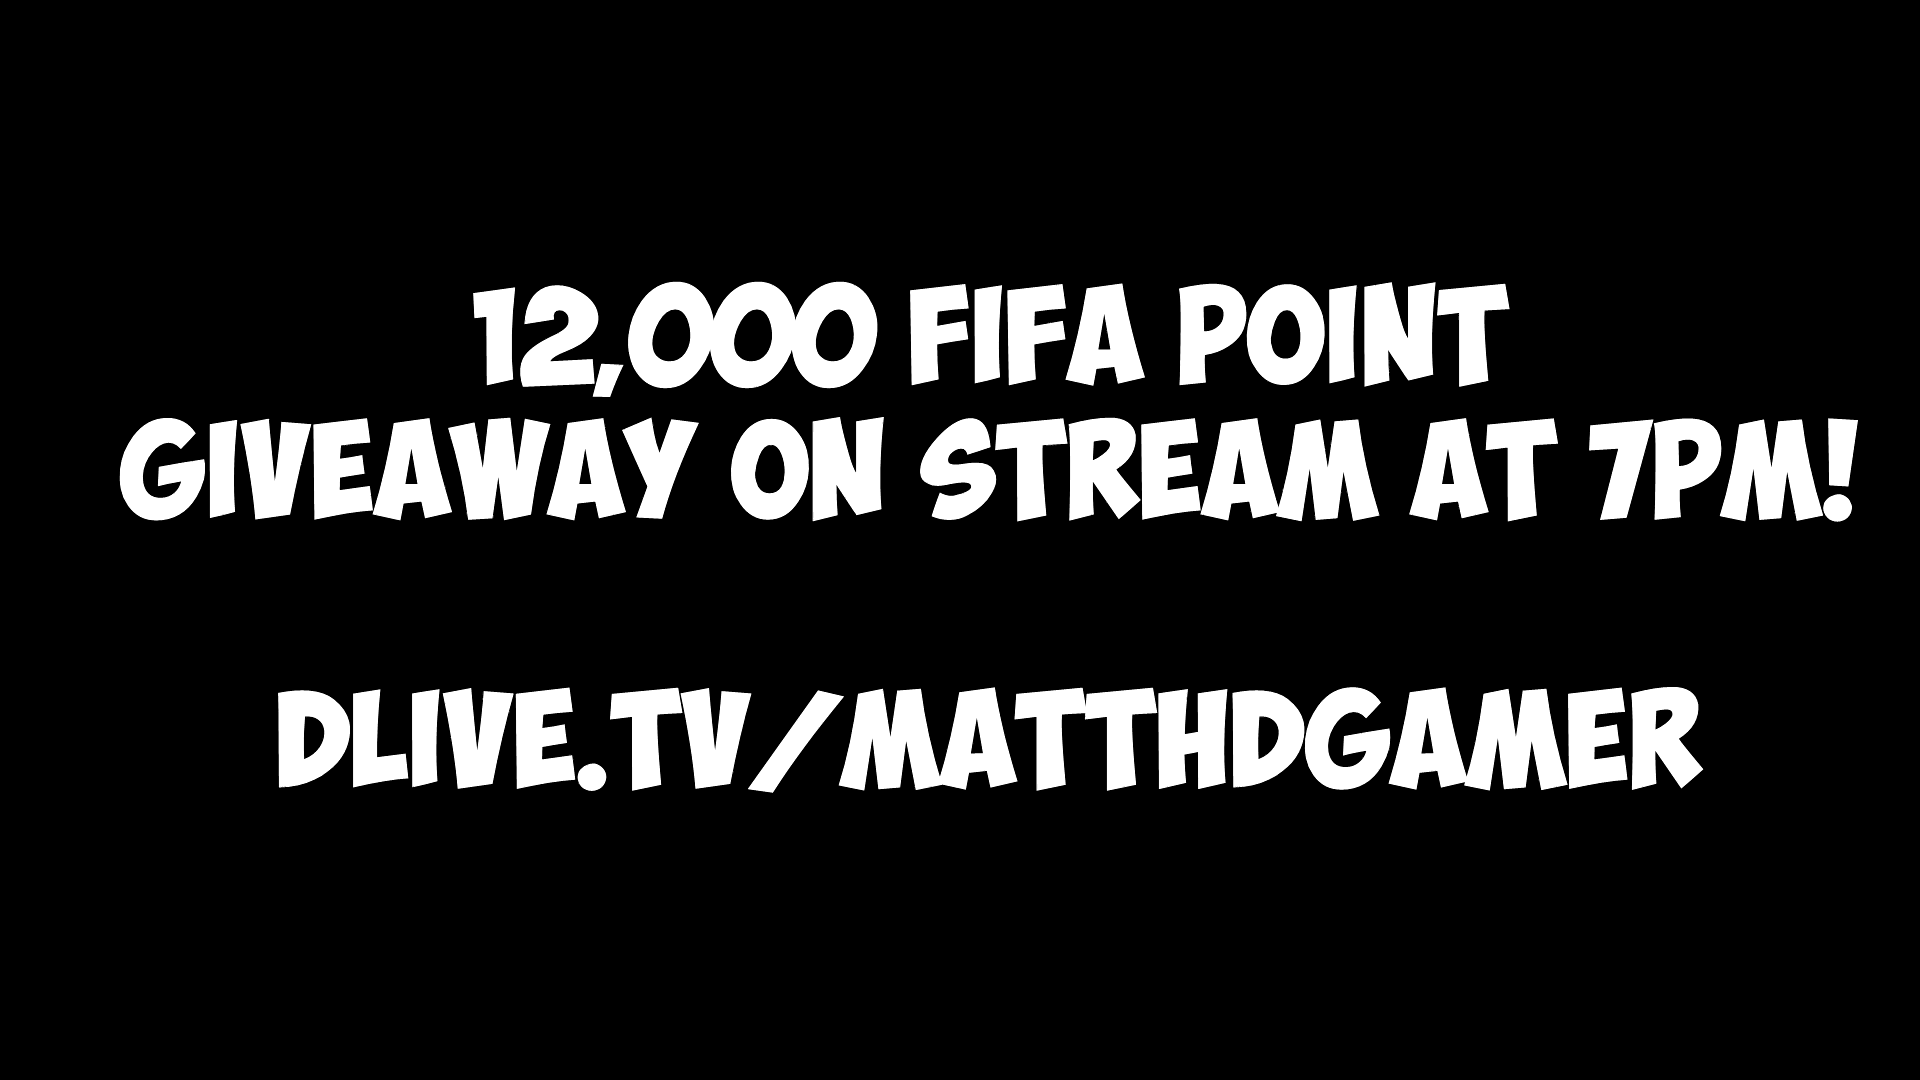 12,000 FIFA POINT
GIVEAWAY ON STREAM AT 7PM!
DLIVE.TV/MATTHDGAMER